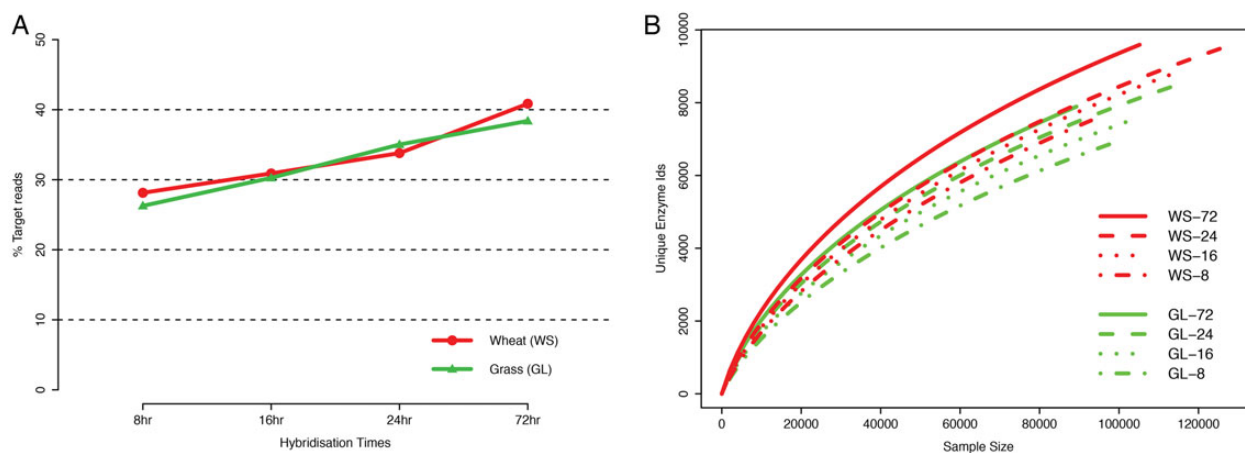 A
50
40
30
20
10
0
% Target reads
Wheat (WS)
Grass (GL)
8hr 16hr 24hr 72hr
Hybridisation Times
B
10000
8000
6000
4000
2000
0
Unique Enzyme Ids
WS-72
WS-24
WS-16
WS-8
GL-72
GL-24
GL-16
GL-8
0 20000 40000 60000 80000 100000 120000
Sample Size